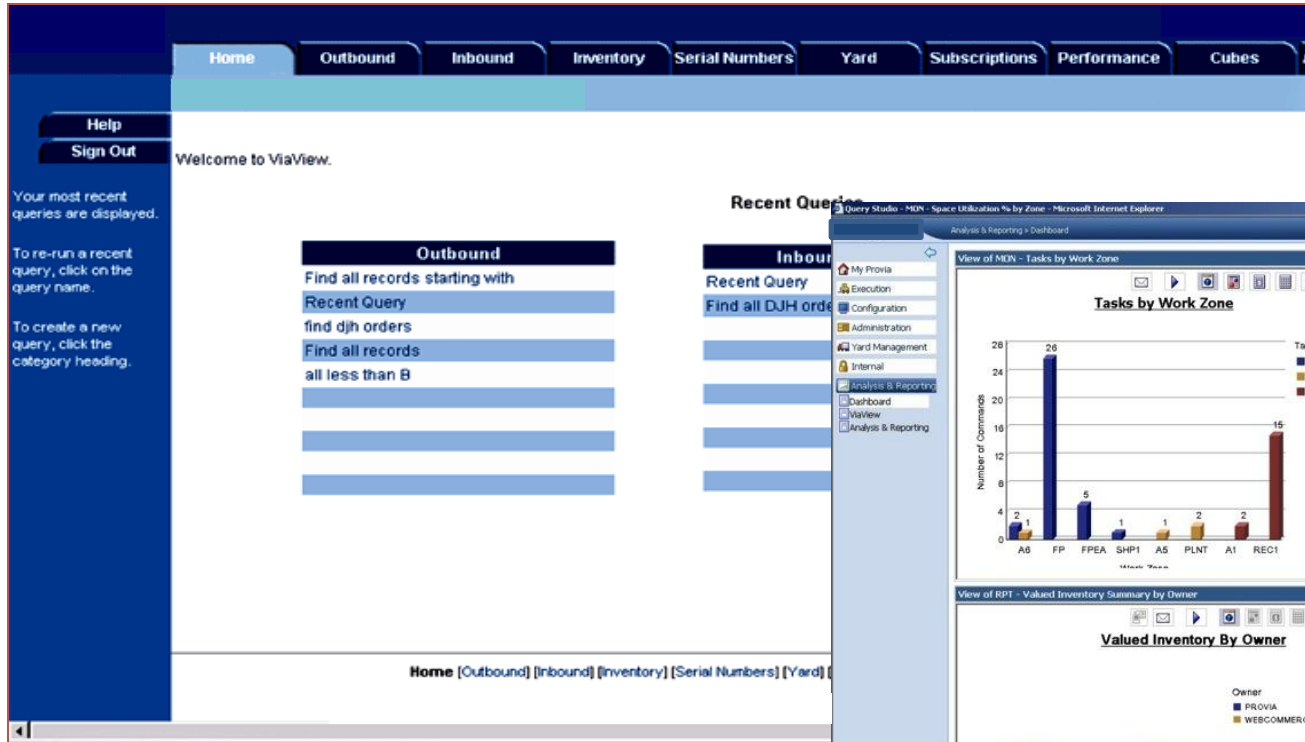 Home Outbound Inbound Inventory Serial Numbers Yard Subscriptions Performance Cubes
Help
Sign Out
Your most recent
queries are displayed.
To re-run a recent
query, click on the
query name.
To create a new
query, click the
category heading.
Welcome to ViaView.
Recent
Outbound
Find all records starting with
Recent Query
find djh orders
Find all records
all less than B
Recent Query
Find all DJH
Home [Outbound] [Inbound] [Inventory] [Serial Numbers] [Yard] [
Query Studio - MON - Space Utilization % by Zone - Microsoft Internet Explorer
Analysis & Reporting » Dashboard
My Provia
Execution
Configuration
Administration
Yard Management
Internal
Analysis & Reporting
Dashboard
ViaView
Analysis & Reporting
View of MON - Tasks by Work Zone
Tasks by Work Zone
Number of Commands
28
24
20
16
12
8
4
0
2 1 26 5 1 1 2 2 15
A6 FP FPEA SHP1 A5 PLNT A1 REC1
Work Zone
View of RPT - Valued Inventory Summary by Owner
Valued Inventory By Owner
Owner
PROVIA